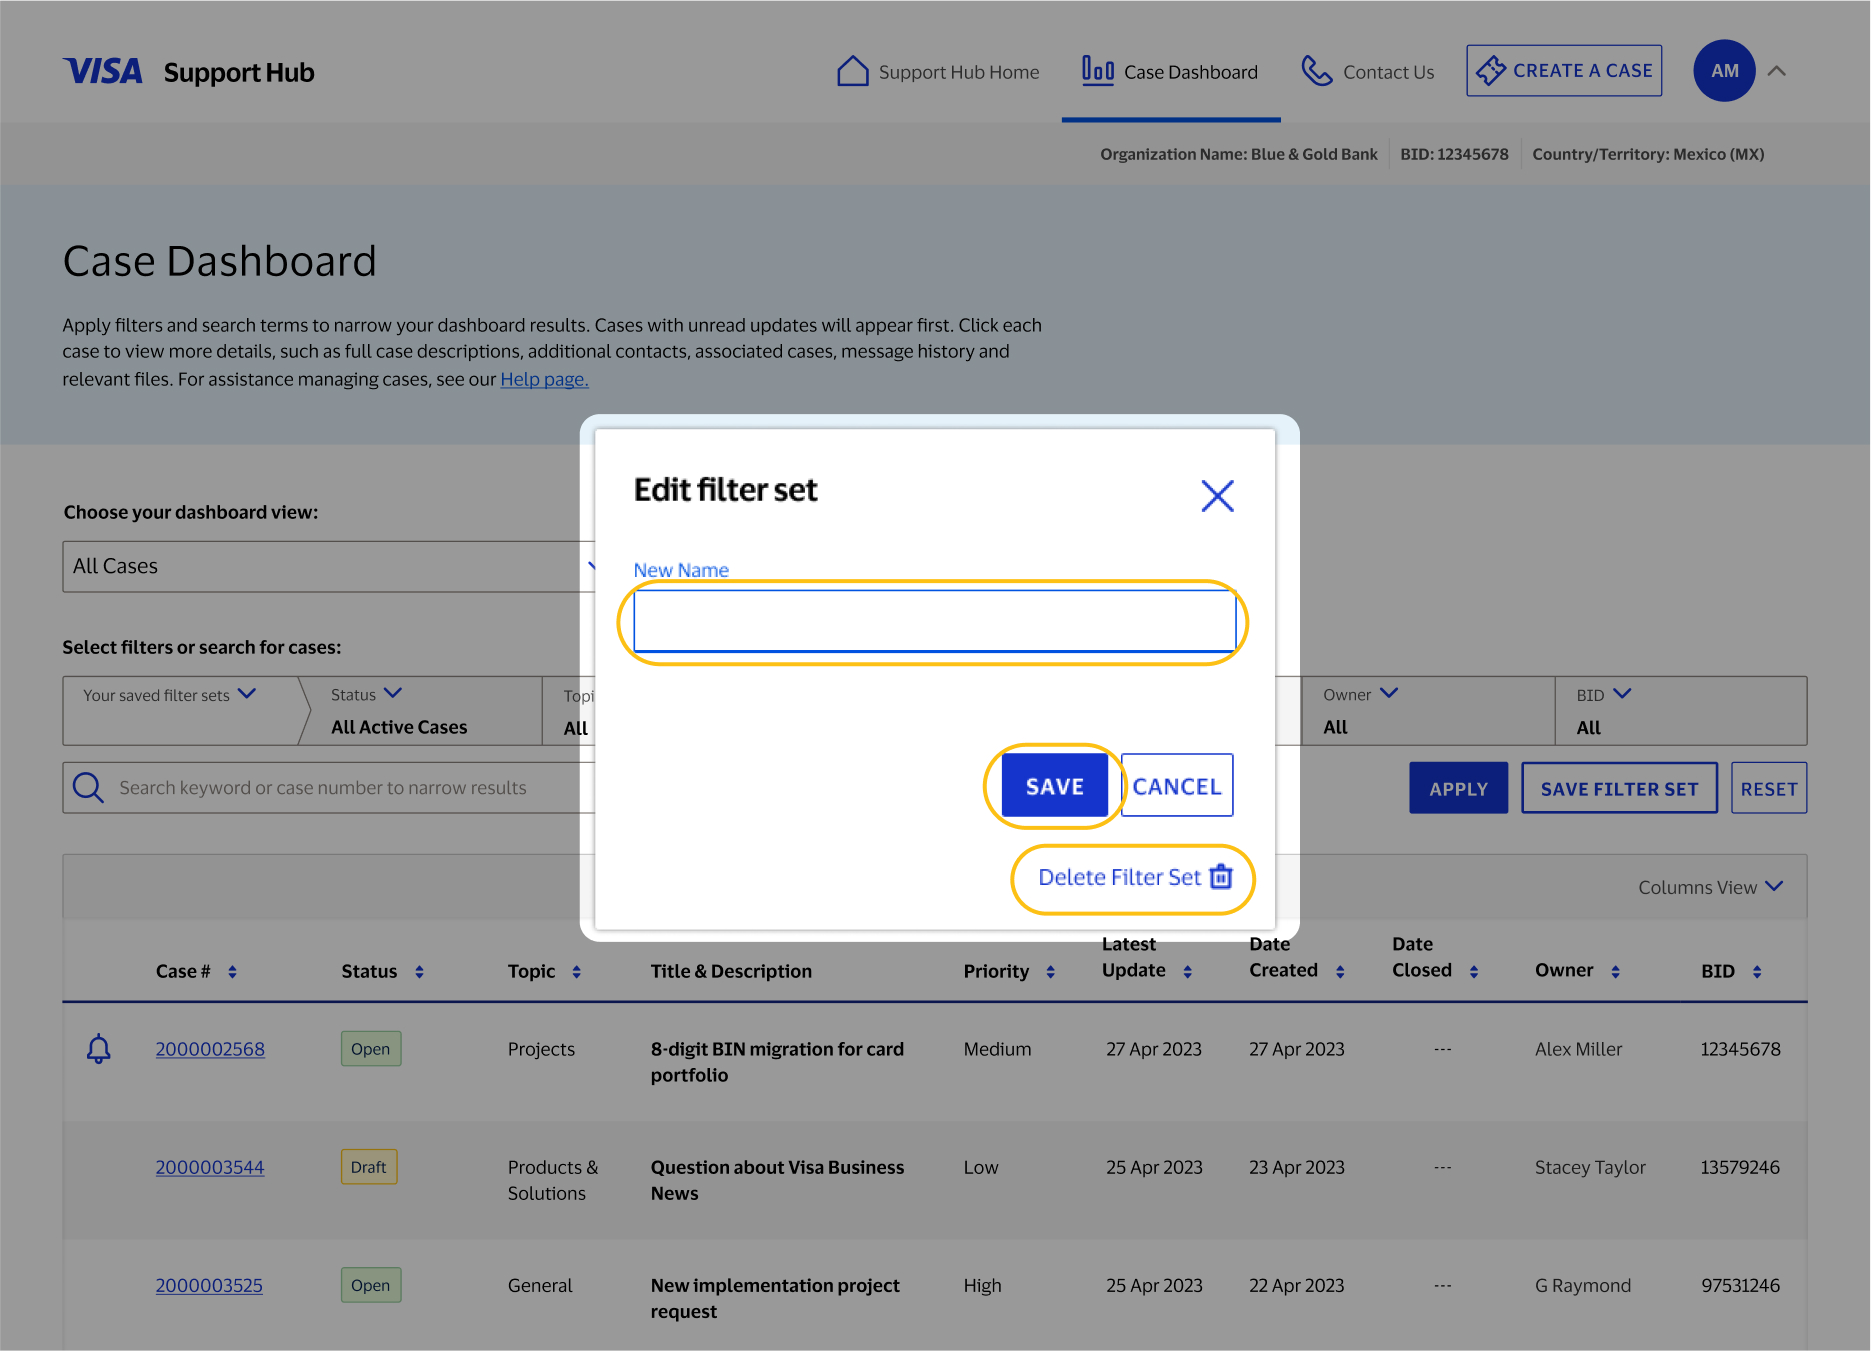 VISA Support Hub
Support Hub Home
Case Dashboard
Contact Us
CREATE A CASE
AM
Organization Name: Blue & Gold Bank
BID: 12345678
Country/Territory: Mexico (MX)
Case Dashboard
Apply filters and search terms to narrow your dashboard results. Cases with unread updates will appear first. Click each
case to view more details, such as full case descriptions, additional contacts, associated cases, message history and
relevant files. For assistance managing cases, see our Help page.
Edit filter set
New Name
SAVE
CANCEL
Delete Filter Set
Choose your dashboard view:
All Cases
Select filters or search for cases:
Your saved filter sets
Status
All Active Cases
Topi
All
Owner
All
BID
All
Search keyword or case number to narrow results
APPLY
SAVE FILTER SET
RESET
Columns View
Case #
Status
Topic
Title & Description
Priority
Latest
Update
Date
Created
Date
Closed
Owner
BID
2000002568
Open
Projects
8-digit BIN migration for card
portfolio
Medium
27 Apr 2023
27 Apr 2023
---
Alex Miller
12345678
2000003544
Draft
Products &
Solutions
Question about Visa Business
News
Low
25 Apr 2023
23 Apr 2023
---
Stacey Taylor
13579246
2000003525
Open
General
New implementation project
request
High
25 Apr 2023
22 Apr 2023
---
G Raymond
97531246